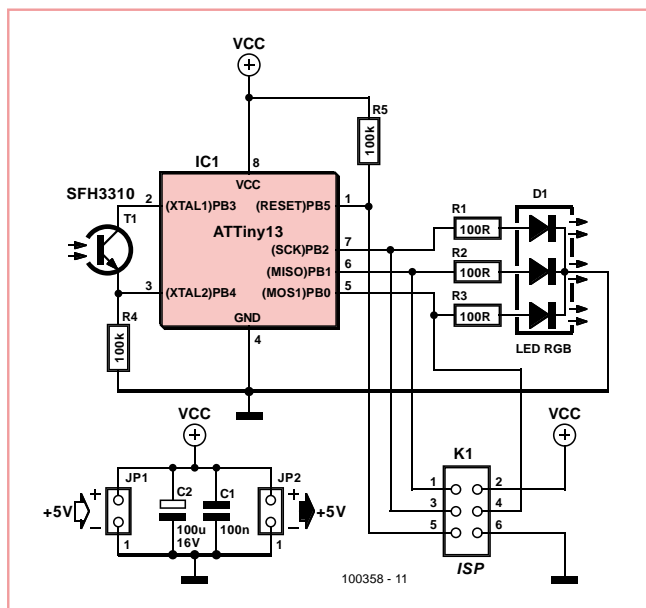 VCC
R5
100k
IC1
8
VCC
SFH3310
T1
2
(XTAL1)PB3
(RESET)PB5
1
ATTiny13
(SCK)PB2
7
(MISO)PB1
6
3
(XTAL2)PB4
(MOS1)PB0
5
GND
4
R4
100k
R1
100R
R2
100R
R3
100R
D1
LED RGB
VCC
JP1
+
+5V
–
1
C2
100u
16V
C1
100n
JP2
+
+5V
–
1
VCC
K1
1
2
3
4
5
6
ISP
100358 - 11